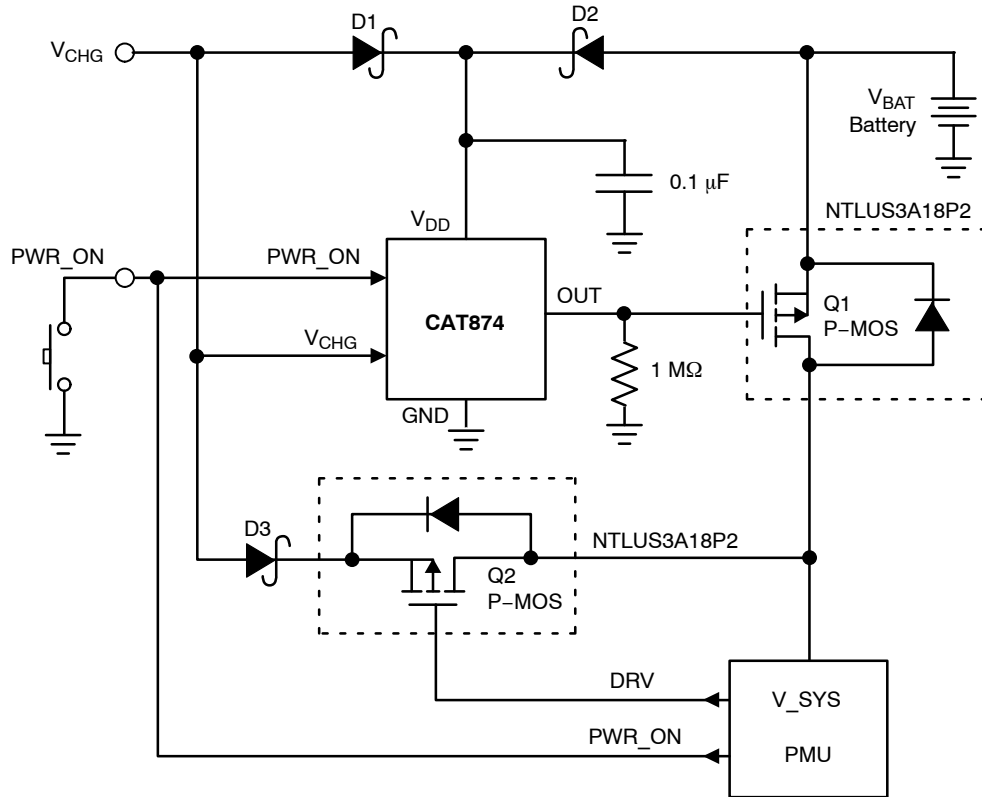 D1
D2
V_CHG
V_BAT
Battery
0.1 μF
NTLUS3A18P2
V_DD
PWR_ON
PWR_ON
OUT
CAT874
Q1
P−MOS
V_CHG
1 MΩ
GND
D3
NTLUS3A18P2
Q2
P−MOS
DRV
V_SYS
PWR_ON
PMU